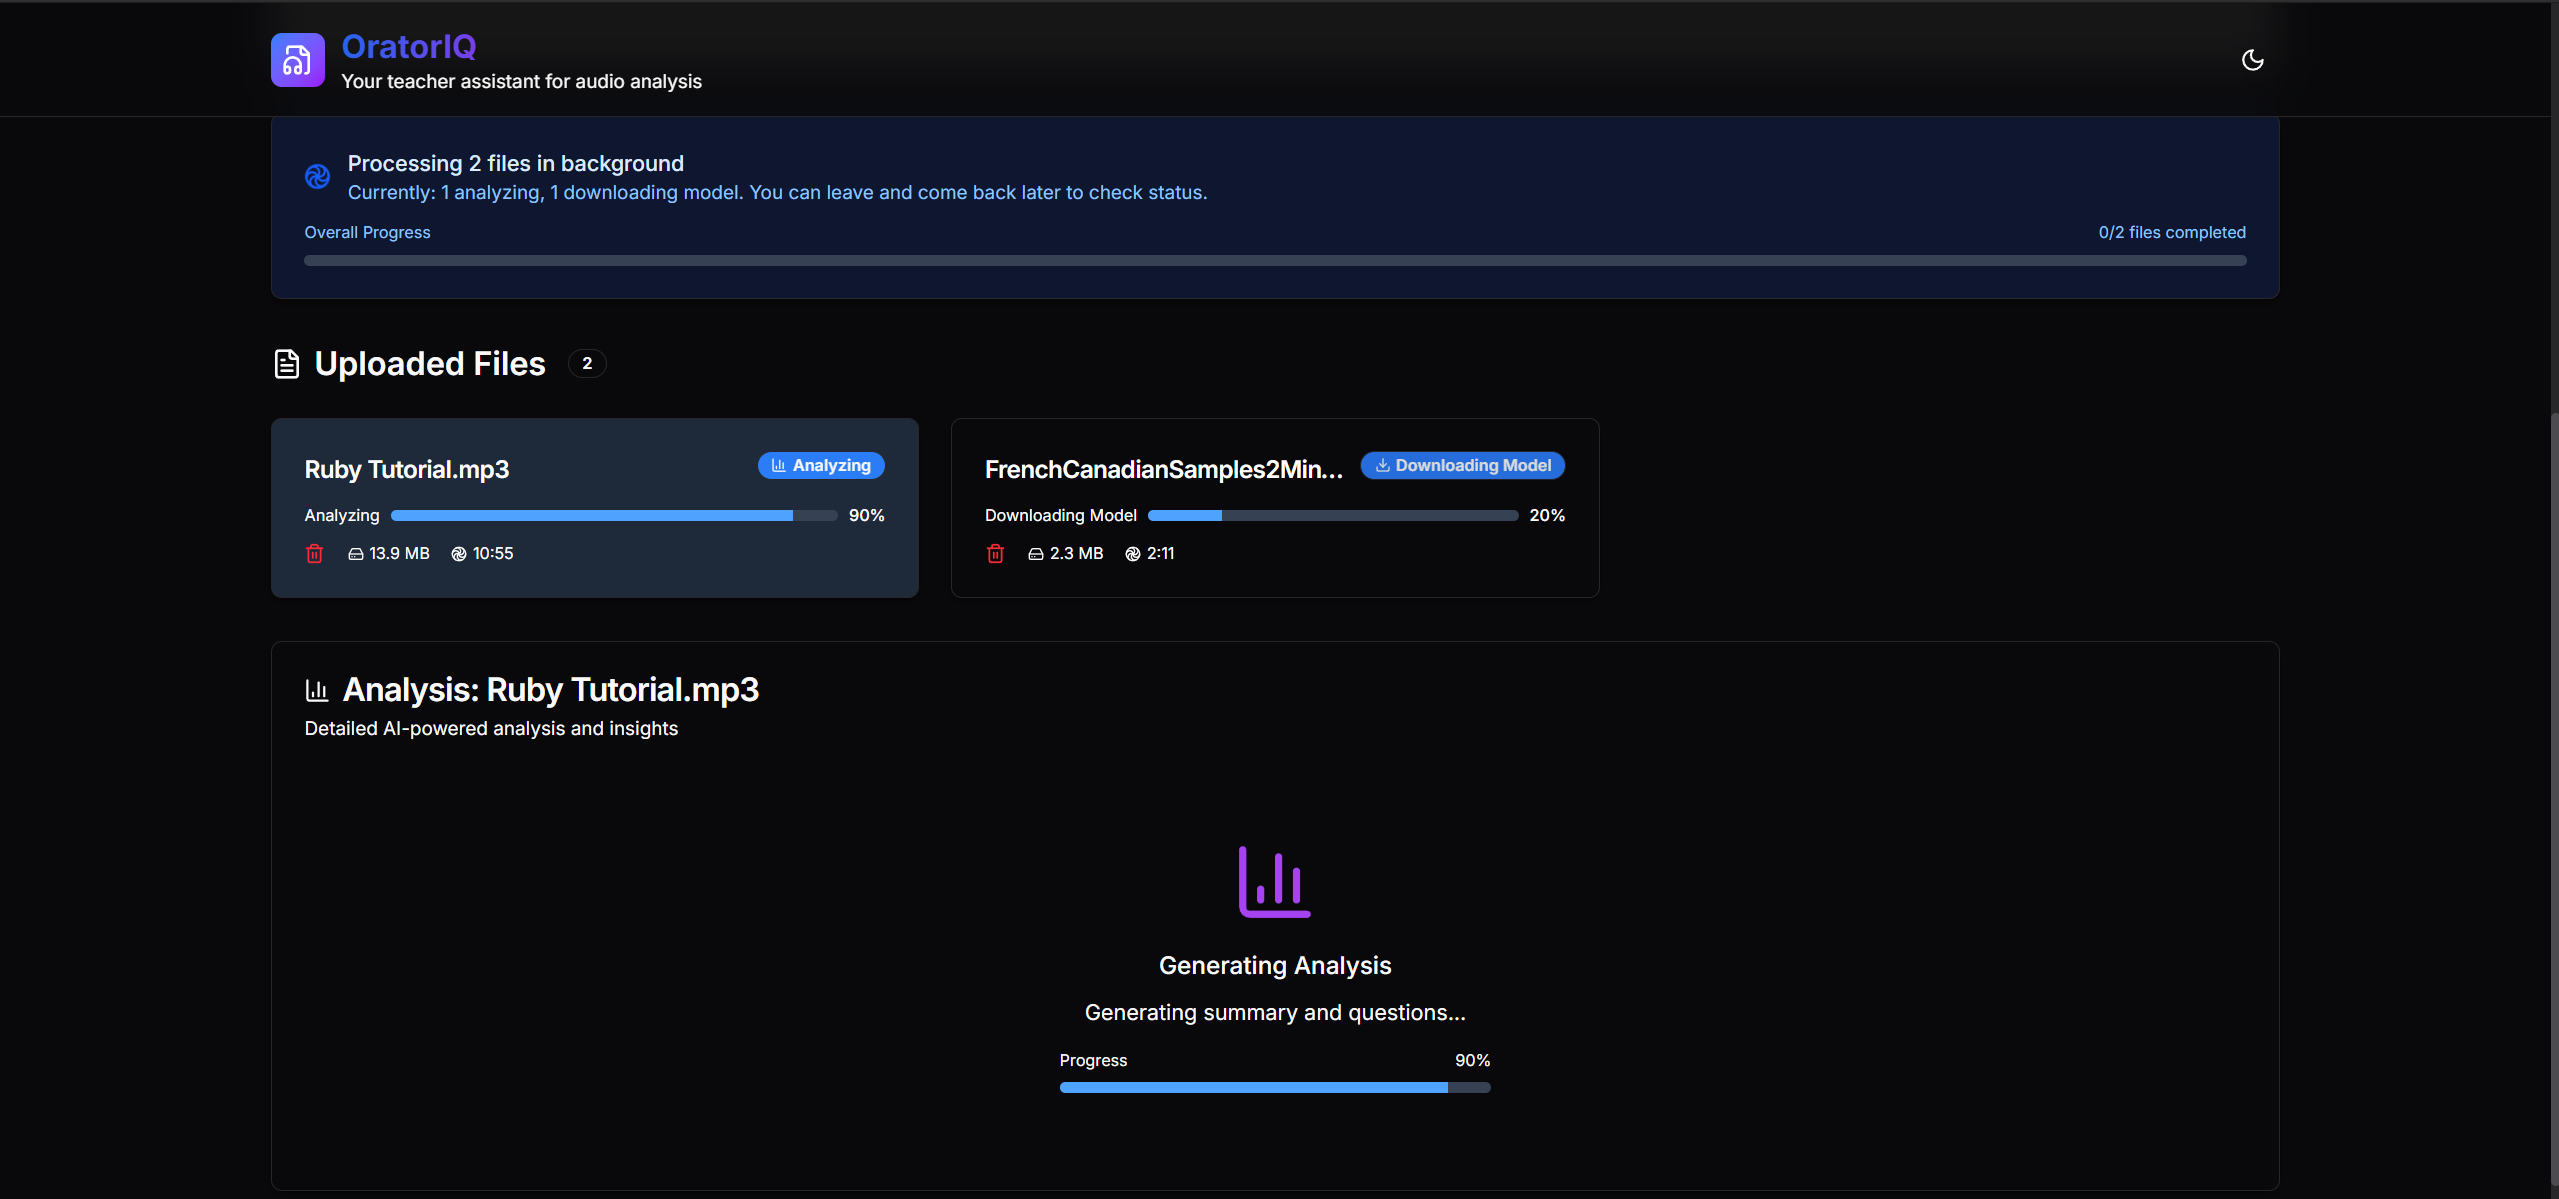 OratorIQ
Your teacher assistant for audio analysis
Processing 2 files in background
Currently: 1 analyzing, 1 downloading model. You can leave and come back later to check status.
Overall Progress
0/2 files completed
Uploaded Files
2
Ruby Tutorial.mp3
Analyzing
Analyzing
90%
13.9 MB
10:55
FrenchCanadianSamples2Min...
Downloading Model
Downloading Model
20%
2.3 MB
2:11
Analysis: Ruby Tutorial.mp3
Detailed AI-powered analysis and insights
Generating Analysis
Generating summary and questions...
Progress
90%